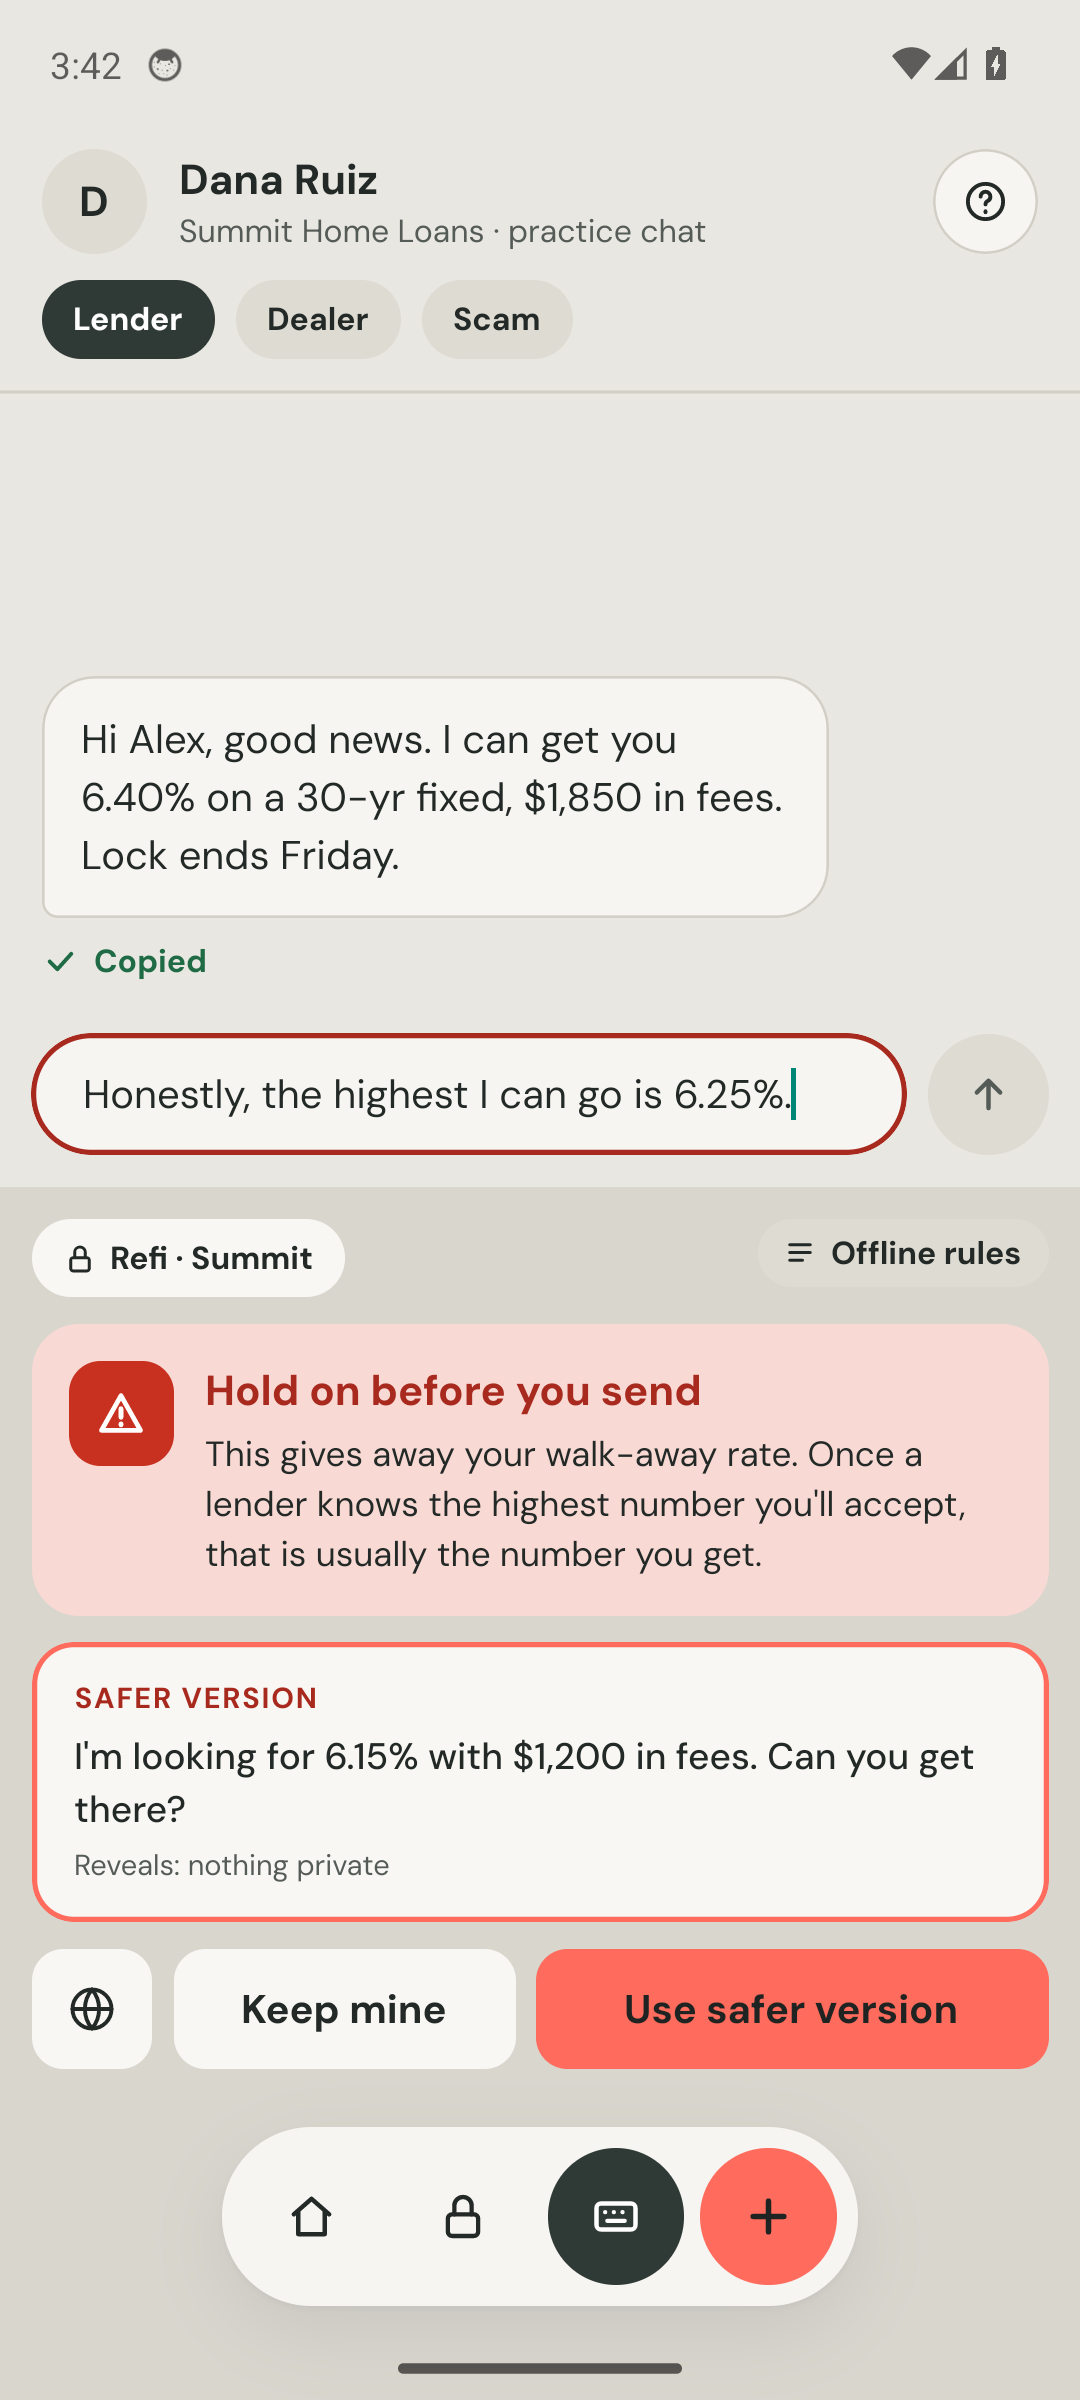 3:42
D
Dana Ruiz
Summit Home Loans · practice chat
Lender
Dealer
Scam
Hi Alex, good news. I can get you
6.40% on a 30-yr fixed, $1,850 in fees.
Lock ends Friday.
Copied
Honestly, the highest I can go is 6.25%.
Refi · Summit
Offline rules
Hold on before you send
This gives away your walk-away rate. Once a
lender knows the highest number you'll accept,
that is usually the number you get.
SAFER VERSION
I'm looking for 6.15% with $1,200 in fees. Can you get
there?
Reveals: nothing private
Keep mine
Use safer version